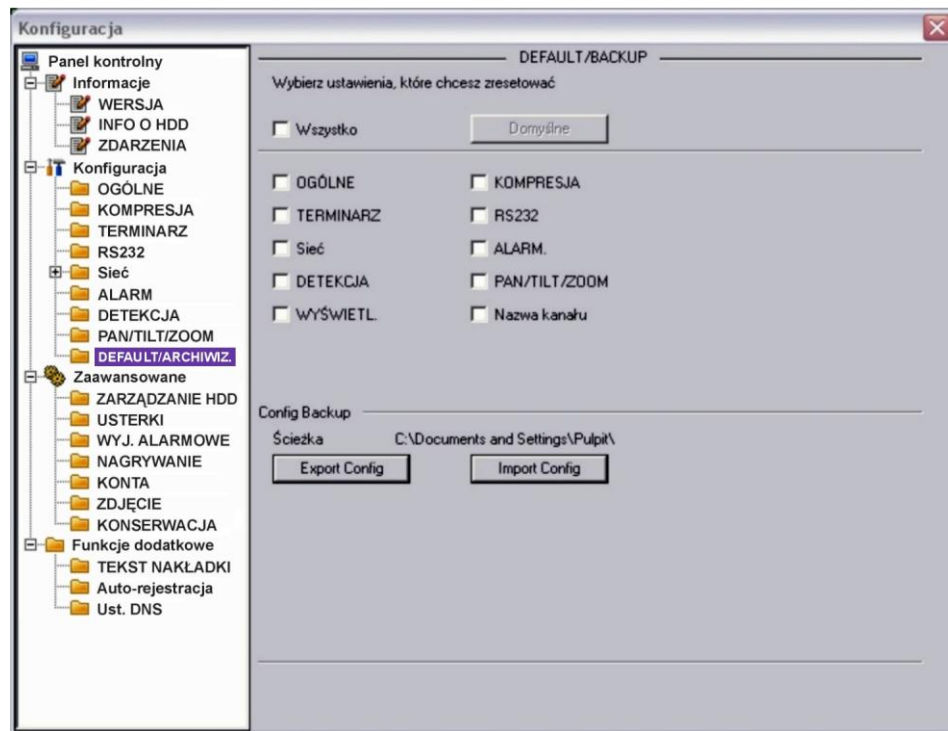 Konfiguracja
Panel kontrolny
Informacje
WERSJA
INFO O HDD
ZDARZENIA
Konfiguracja
OGÓLNE
KOMPRESJA
TERMINARZ
RS232
Sieć
ALARM
DETEKCJA
PAN/TILT/ZOOM
DEFAULT/ARCHIWIZ.
Zaawansowane
ZARZĄDZANIE HDD
USTERKI
WYJ. ALARMOWE
NAGRYWANIE
KONTA
ZDJĘCIE
KONSERWACJA
Funkcje dodatkowe
TEKST NAKŁADKI
Auto-rejestracja
Ust. DNS
DEFAULT/BACKUP
Wybierz ustawienia, które chcesz zresetować
Wszystko Domyślne
OGÓLNE KOMPRESJA
TERMINARZ RS232
Sieć ALARM.
DETEKCJA PAN/TILT/ZOOM
WYŚWIETL. Nazwa kanału
Config Backup
Ścieżka C:\Documents and Settings\Pulpit\
Export Config Import Config